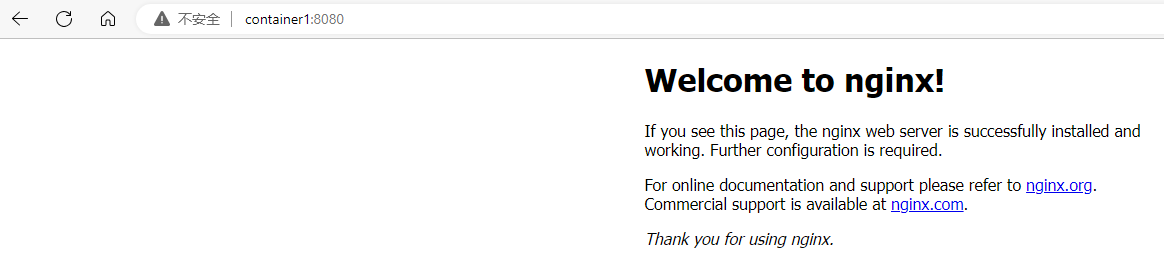 不安全 container1:8080
Welcome to nginx!
If you see this page, the nginx web server is successfully installed and
working. Further configuration is required.
For online documentation and support please refer to nginx.org.
Commercial support is available at nginx.com.
Thank you for using nginx.